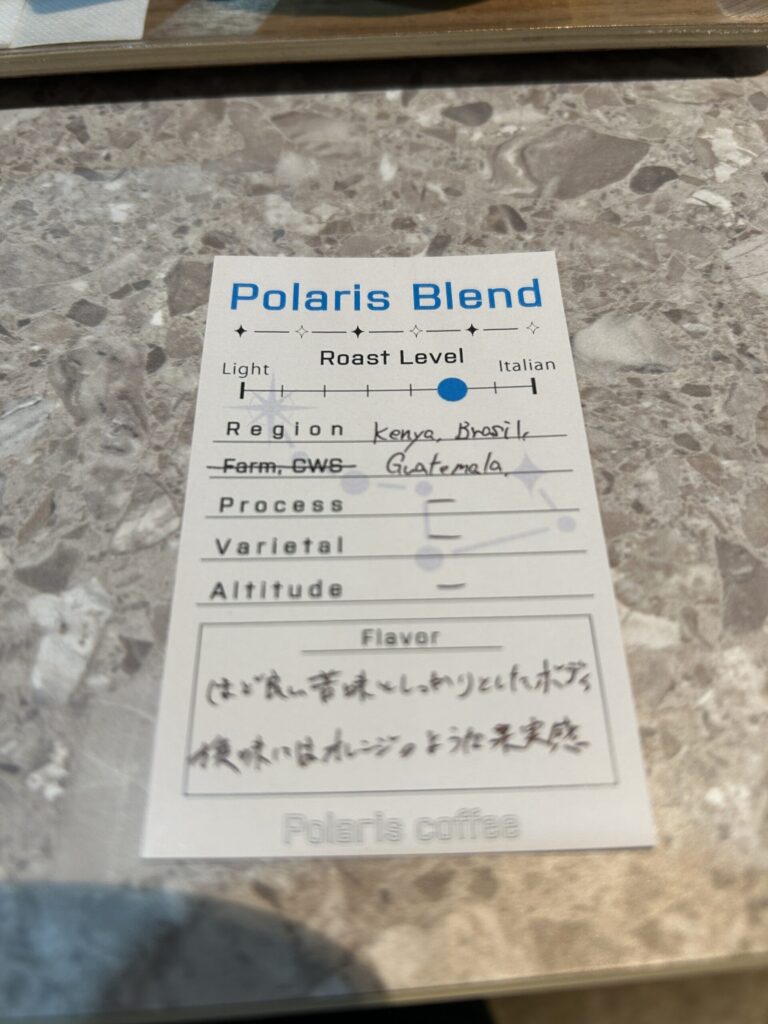 Polaris Blend
Roast Level
Light Italian
Region Kenya, Brasil,
Farm, CWS Guatemala,
Process —
Varietal —
Altitude —
Flavor
ほど良い苦味としっかりとしたボディ
後味にはオレンジのような果実感
Polaris coffee